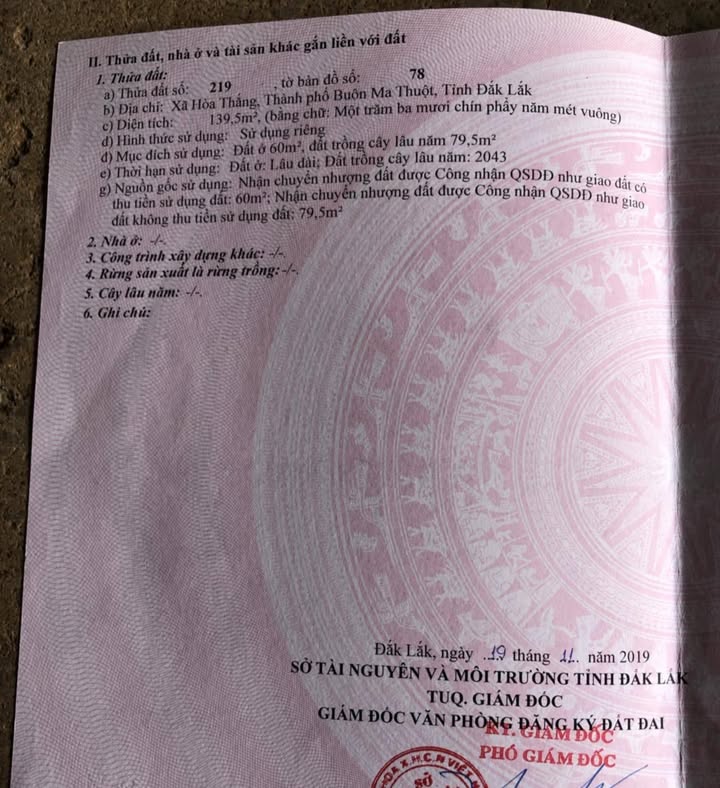 II. Thửa đất, nhà ở và tài sản khác gắn liền với đất
1. Thửa đất:
a) Thửa đất số: 219 , tờ bản đồ số: 78
b) Địa chỉ: Xã Hòa Thắng, Thành phố Buôn Ma Thuột, Tỉnh Đắk Lắk
c) Diện tích: 139,5m², (bằng chữ: Một trăm ba mươi chín phẩy năm mét vuông)
d) Hình thức sử dụng: Sử dụng riêng
đ) Mục đích sử dụng: Đất ở 60m², đất trồng cây lâu năm 79,5m²
e) Thời hạn sử dụng: Đất ở: Lâu dài; Đất trồng cây lâu năm: 2043
g) Nguồn gốc sử dụng: Nhận chuyển nhượng đất được Công nhận QSDĐ như giao đất có
thu tiền sử dụng đất: 60m²; Nhận chuyển nhượng đất được Công nhận QSDĐ như giao
đất không thu tiền sử dụng đất: 79,5m²
2. Nhà ở: -/-.
3. Công trình xây dựng khác: -/-.
4. Rừng sản xuất là rừng trồng: -/-.
5. Cây lâu năm: -/-.
6. Ghi chú:
Đắk Lắk, ngày 19 tháng 11 năm 2019
SỞ TÀI NGUYÊN VÀ MÔI TRƯỜNG TỈNH ĐẮK LẮK
TUQ. GIÁM ĐỐC
GIÁM ĐỐC VĂN PHÒNG ĐĂNG KÝ ĐẤT ĐAI
KT. GIÁM ĐỐC
PHÓ GIÁM ĐỐC
X.H.C.N VIỆT
SỞ